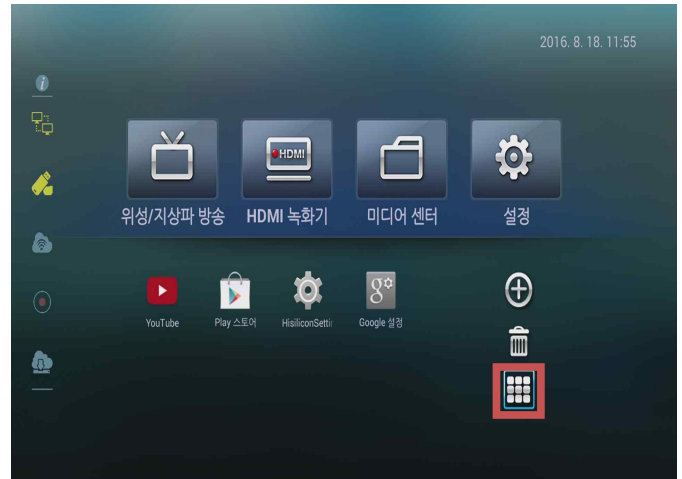 2016. 8. 18. 11:55
HDMI
위성/지상파 방송
HDMI 녹화기
미디어 센터
설정
YouTube
Play 스토어
HisiliconSettin
Google 설정